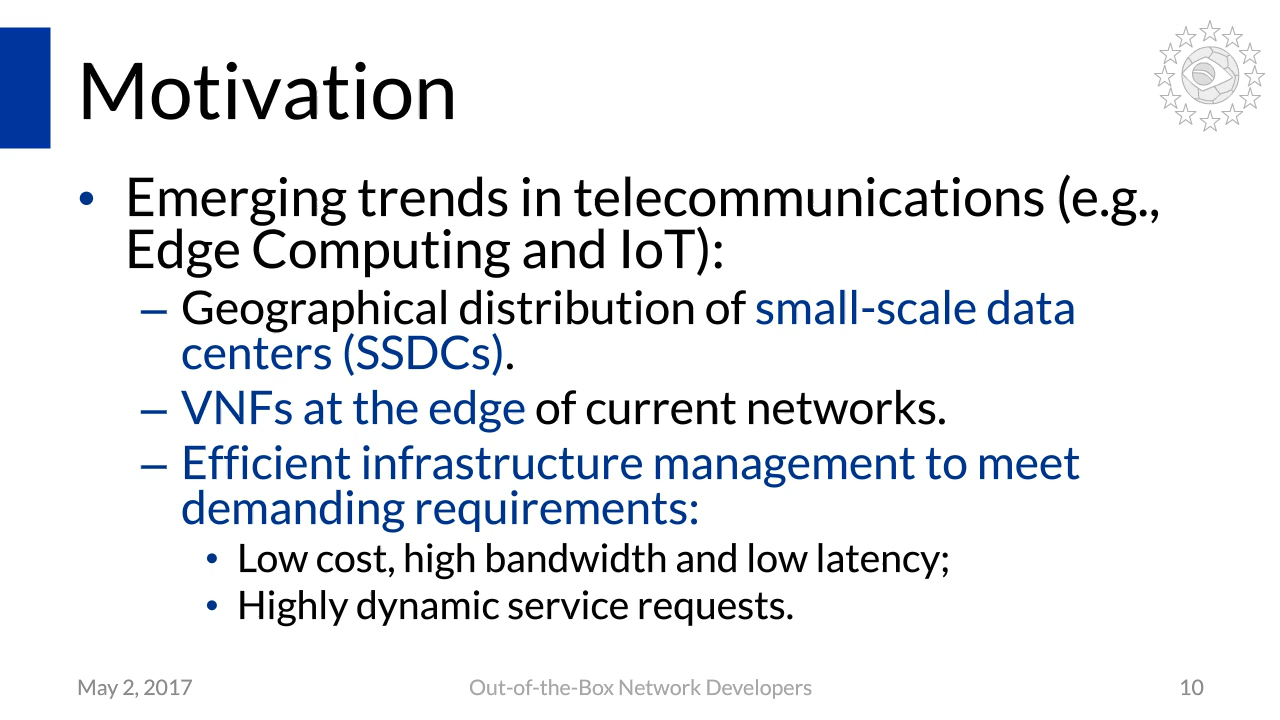 Motivation
• Emerging trends in telecommunications (e.g.,
Edge Computing and IoT):
– Geographical distribution of small-scale data
centers (SSDCs).
– VNFs at the edge of current networks.
– Efficient infrastructure management to meet
demanding requirements:
• Low cost, high bandwidth and low latency;
• Highly dynamic service requests.
May 2, 2017
Out-of-the-Box Network Developers
10